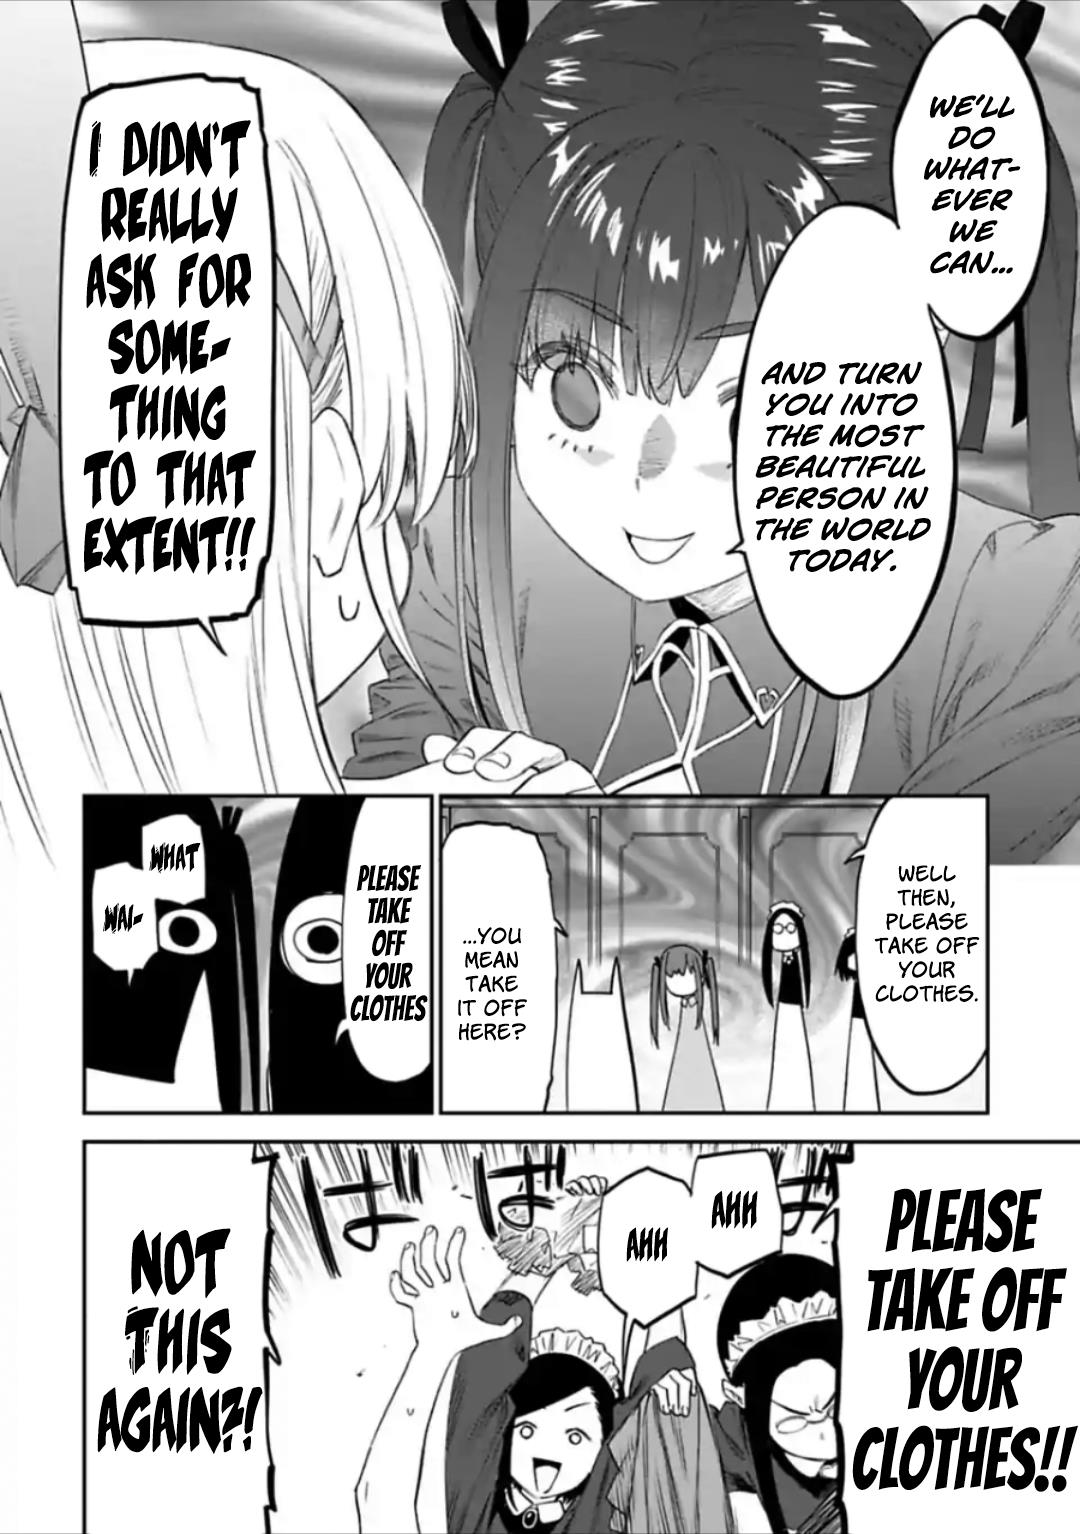 WE'LL
DO
WHAT-
EVER
WE
CAN...
AND TURN
YOU INTO
THE MOST
BEAUTIFUL
PERSON IN
THE WORLD
TODAY.
I DIDN'T
REALLY
ASK FOR
SOME-
THING
TO THAT
EXTENT!!
WELL
THEN,
PLEASE
TAKE OFF
YOUR
CLOTHES.
...YOU
MEAN
TAKE
IT OFF
HERE?
PLEASE
TAKE
OFF
YOUR
CLOTHES
WHAT
WAI-
PLEASE
TAKE OFF
YOUR
CLOTHES!!
AHH
AHH
NOT
THIS
AGAIN?!